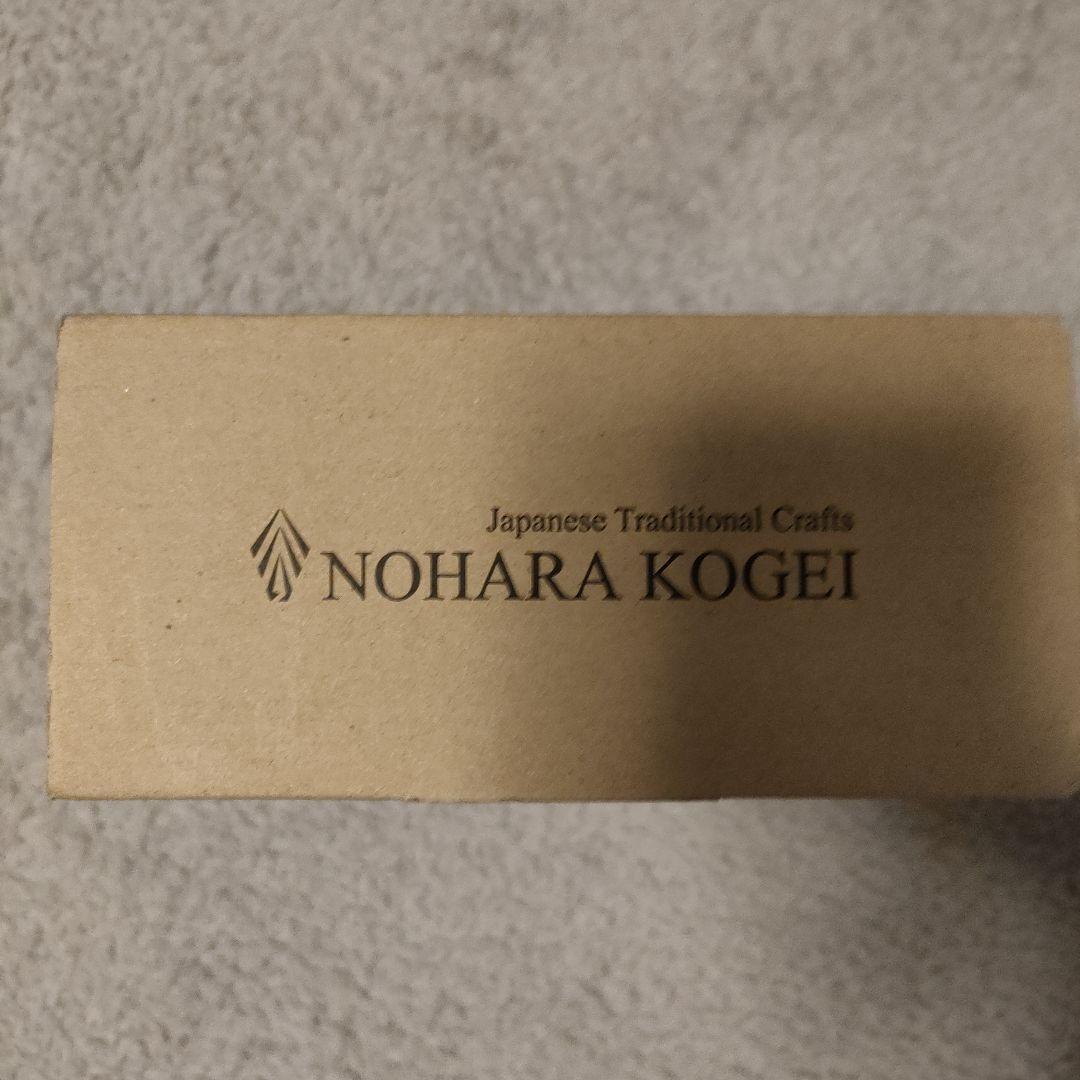 Japanese Traditional Crafts
NOHARA KOGEI